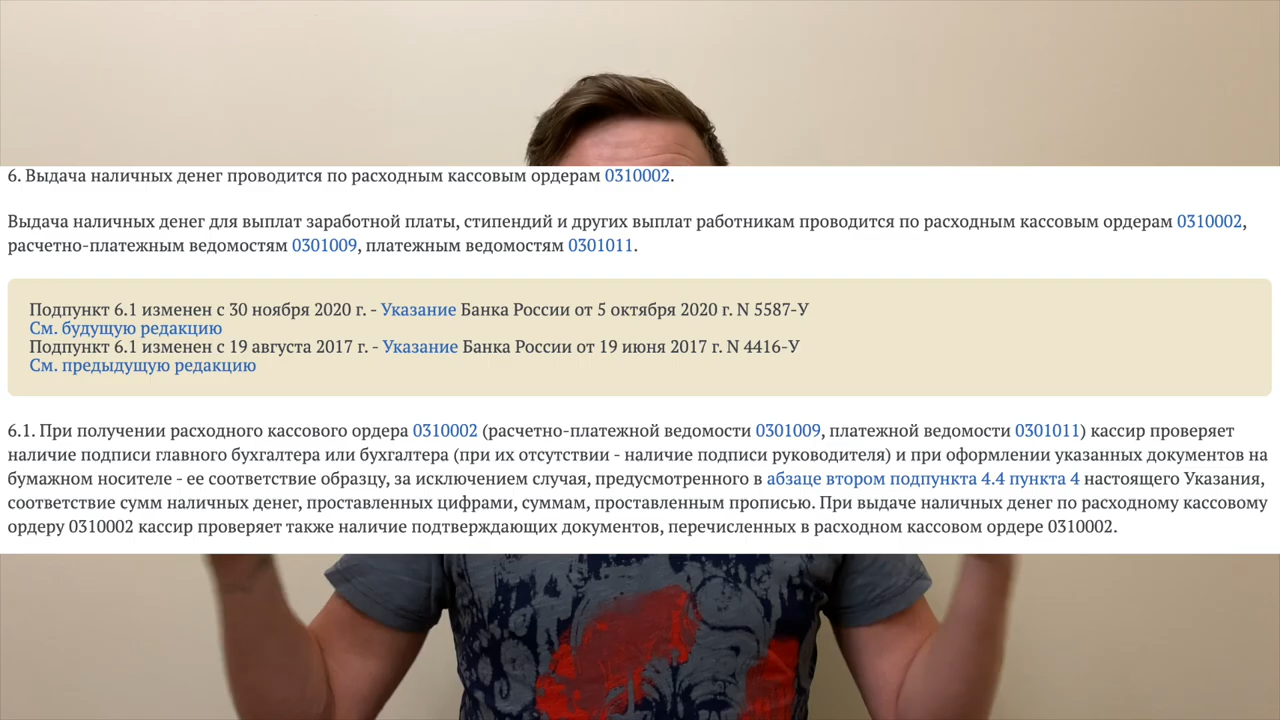 6. Выдача наличных денег проводится по расходным кассовым ордерам 0310002.
Выдача наличных денег для выплат заработной платы, стипендий и других выплат работникам проводится по расходным кассовым ордерам 0310002,
расчетно-платежным ведомостям 0301009, платежным ведомостям 0301011.
Подпункт 6.1 изменен с 30 ноября 2020 г. - Указание Банка России от 5 октября 2020 г. N 5587-У
См. будущую редакцию
Подпункт 6.1 изменен с 19 августа 2017 г. - Указание Банка России от 19 июня 2017 г. N 4416-У
См. предыдущую редакцию
6.1. При получении расходного кассового ордера 0310002 (расчетно-платежной ведомости 0301009, платежной ведомости 0301011) кассир проверяет
наличие подписи главного бухгалтера или бухгалтера (при их отсутствии - наличие подписи руководителя) и при оформлении указанных документов на
бумажном носителе - ее соответствие образцу, за исключением случая, предусмотренного в абзаце втором подпункта 4.4 пункта 4 настоящего Указания,
соответствие сумм наличных денег, проставленных цифрами, суммам, проставленным прописью. При выдаче наличных денег по расходному кассовому
ордеру 0310002 кассир проверяет также наличие подтверждающих документов, перечисленных в расходном кассовом ордере 0310002.